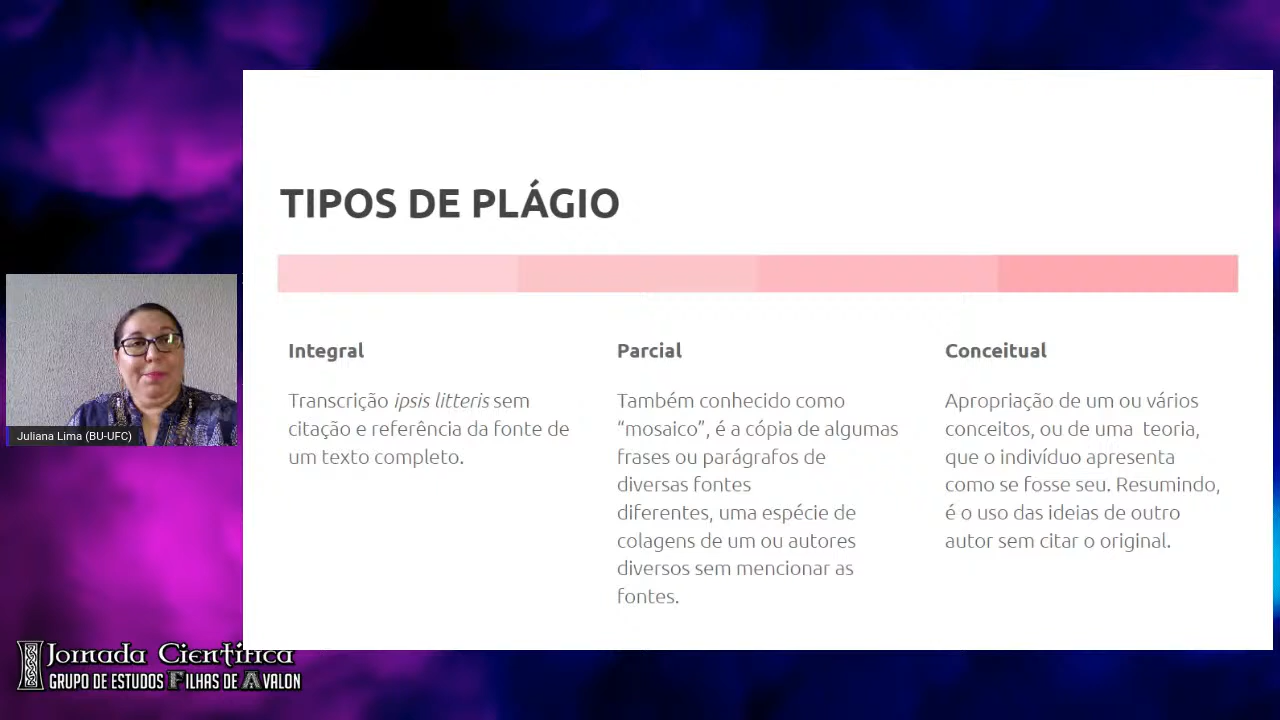 TIPOS DE PLÁGIO
Integral
Transcrição ipsis litteris sem
citação e referência da fonte de
um texto completo.
Parcial
Também conhecido como
“mosaico”, é a cópia de algumas
frases ou parágrafos de
diversas fontes
diferentes, uma espécie de
colagens de um ou autores
diversos sem mencionar as
fontes.
Conceitual
Apropriação de um ou vários
conceitos, ou de uma teoria,
que o indivíduo apresenta
como se fosse seu. Resumindo,
é o uso das ideias de outro
autor sem citar o original.
Juliana Lima (BU-UFC)
I Jornada Científica
GRUPO DE ESTUDOS FILHAS DE AVALON